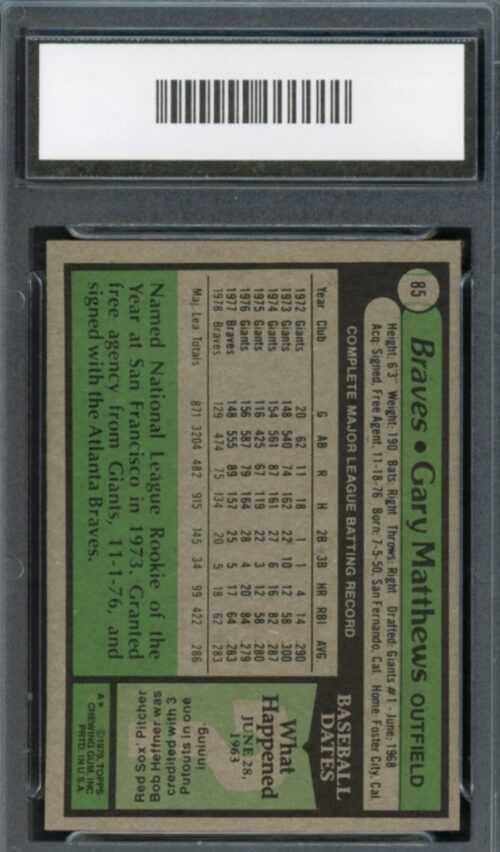 85
Braves • Gary Matthews OUTFIELD
Height: 6'3" Weight: 190 Bats: Right Throws: Right Drafted: Giants #1 - June, 1968
Acq: Signed, Free Agent, 11-18-76 Born: 7-5-50, San Fernando, Cal. Home: Foster City, Cal.
COMPLETE MAJOR LEAGUE BATTING RECORD
Year Club G AB R H 2B 3B HR RBI AVG
1972 Giants 20 62 11 18 1 1 4 14 .290
1973 Giants 148 540 74 162 22 10 12 58 .300
1974 Giants 154 561 87 161 27 6 16 82 .287
1975 Giants 116 425 67 119 22 3 12 58 .280
1976 Giants 156 587 79 164 28 4 20 84 .279
1977 Braves 148 555 89 157 25 5 17 64 .283
1978 Braves 129 474 75 134 20 5 18 62 .283
Maj. Lea. Totals 871 3204 482 915 145 34 99 422 .286
Named National League Rookie of the
Year at San Francisco in 1973. Granted
free agency from Giants, 11-1-76, and
signed with the Atlanta Braves.
BASEBALL
DATES
What
Happened
JUNE 28,
1963
Red Sox' Pitcher
Bob Heffner was
credited with 3
Putouts in one
inning.
A* ©1979, TOPPS
CHEWING GUM, INC.
PRTD. IN U.S.A.